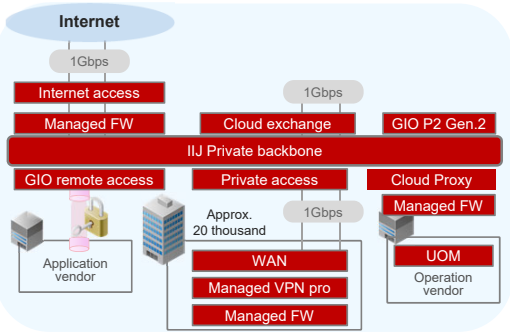 Internet
1Gbps
1Gbps
Internet access
Managed FW
Cloud exchange
GIO P2 Gen.2
IIJ Private backbone
GIO remote access
Private access
Cloud Proxy
Managed FW
Approx.
20 thousand
1Gbps
Application
vendor
WAN
Managed VPN pro
Managed FW
UOM
Operation
vendor